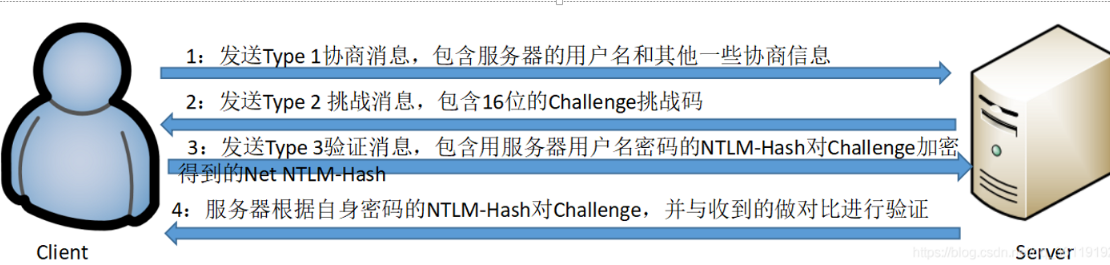 1：发送Type 1协商消息，包含服务器的用户名和其他一些协商信息
2：发送Type 2 挑战消息，包含16位的Challenge挑战码
3：发送Type 3验证消息，包含用服务器用户名密码的NTLM-Hash对Challenge加密
得到的Net NTLM-Hash
4：服务器根据自身密码的NTLM-Hash对Challenge，并与收到的做对比进行验证
Client
Server